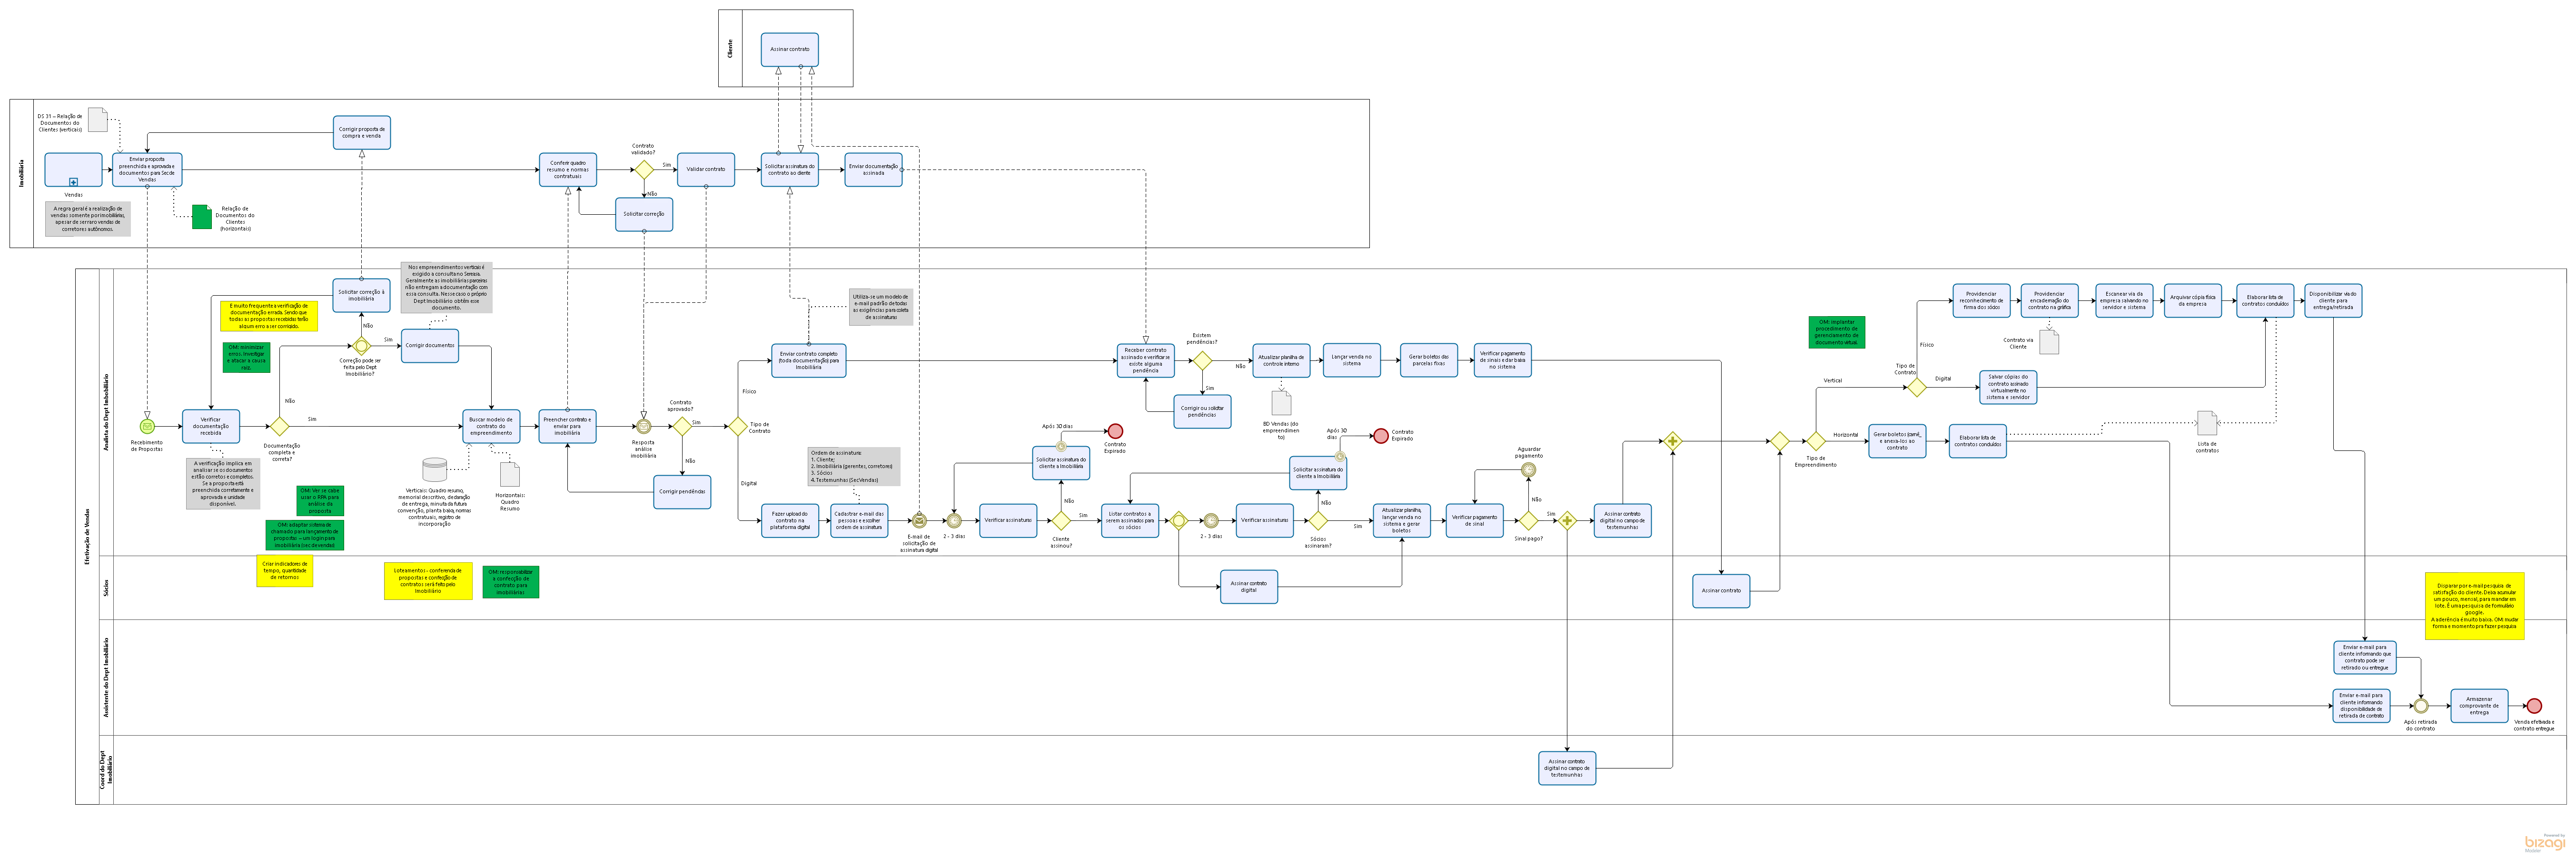 Cliente
Assinar contrato
Imobiliária
DS 31 – Relação de
Documentos do
Clientes (verticais)
Corrigir proposta de
compra e venda
Vendas
Enviar proposta
preenchida e aprovada e
documentos para Sec de
Vendas
A regra geral é a realização de
vendas somente por imobiliárias,
apesar de ser raro vendas de
corretores autônomos.
Relação de
Documentos do
Clientes
(horizontais)
Conferir quadro
resumo e normas
contratuais
Contrato
validado?
Sim
Não
Validar contrato
Solicitar correção
Solicitar assinatura do
contrato ao cliente
Enviar documentação
assinada
Efetivação de Vendas
Analista do Dept Imobiliário
Recebimento
de Propostas
Verificar
documentação
recebida
A verificação implica em
analisar se os documentos
estão corretos e completos.
Se a proposta está
preenchida corretamente e
aprovada e unidade
disponível.
Documentação
completa e
correta?
Não
Sim
É muito frequente a verificação de
documentação errada. Sendo que
todas as propostas recebidas terão
algum erro a ser corrigido.
OM: minimizar
erros. Investigar
e atacar a causa
raiz.
Solicitar correção à
imobiliária
Não
Sim
Correção pode ser
feita pelo Dept
Imobiliário?
Corrigir documentos
Nos empreendimentos verticais é
exigido a consulta no Serasa.
Geralmente as imobiliárias parceiras
não entregam a documentação com
essa consulta. Nesse caso o próprio
Dept Imobiliário obtêm esse
documento.
OM: Ver se cabe
usar o RPA para
análise da
proposta
OM: adaptar sistema de
chamado para lançamento de
propostas – um login para
imobiliária (sec de vendas)
Criar indicadores de
tempo, quantidade
de retornos
Buscar modelo de
contrato do
empreendimento
Verticais: Quadro resumo,
memorial descritivo, declaração
de entrega, minuta da futura
convenção, planta baixa, normas
contratuais, registro de
incorporação
Horizontais:
Quadro
Resumo
Loteamentos - conferencia de
propostas e confecção de
contratos será feito pelo
Imobiliário
OM: responsabilizar
a confecção de
contrato para
imobiliárias
Preencher contrato e
enviar para
imobiliária
Resposta
análise
imobiliária
Contrato
aprovado?
Sim
Não
Corrigir pendências
Tipo de
Contrato
Físico
Digital
Enviar contrato completo
(toda documentação) para
Imobiliária
Utiliza-se um modelo de
e-mail padrão de todas
as exigências para coleta
de assinaturas
Fazer upload do
contrato na
plataforma digital
Ordem de assinatura:
1. Cliente;
2. Imobiliária (gerentes, corretores)
3. Sócios
4. Testemunhas (SecVendas)
Cadastrar e-mail das
pessoas e escolher
ordem de assinatura
E-mail de
solicitação de
assinatura digital
2 - 3 dias
Verificar assinaturas
Cliente
assinou?
Não
Sim
Solicitar assinatura do
cliente a Imobiliária
Após 30 dias
Contrato
Expirado
Receber contrato
assinado e verificar se
existe alguma
pendência
Existem
pendências?
Não
Sim
Corrigir ou solicitar
pendências
Atualizar planilha de
controle interno
BD Vendas (do
empreendimen
to)
Lançar venda no
sistema
Gerar boletos das
parcelas fixas
Verificar pagamento
de sinais e dar baixa
no sistema
Listar contratos a
serem assinados para
os sócios
2 - 3 dias
Verificar assinaturas
Sócios
assinaram?
Não
Sim
Solicitar assinatura do
cliente a Imobiliária
Após 30
dias
Contrato
Expirado
Atualizar planilha,
lançar venda no
sistema e gerar
boletos
Verificar pagamento
de sinal
Aguardar
pagamento
Não
Sinal pago?
Sim
Assinar contrato
digital no campo de
testemunhas
OM: implantar
procedimento de
gerenciamento de
documento virtual
Vertical
Horizontal
Tipo de
Empreendimento
Tipo de
Contrato
Físico
Digital
Providenciar
reconhecimento de
firma dos sócios
Providenciar
encadernação do
contrato na gráfica
Contrato via
Cliente
Escanear via da
empresa salvando no
servidor e sistema
Arquivar cópia física
da empresa
Elaborar lista de
contratos concluídos
Disponibilizar via do
cliente para
entrega/retirada
Salvar cópias do
contrato assinado
virtualmente no
sistema e servidor
Gerar boletos (carnê)
e anexa-los ao
contrato
Elaborar lista de
contratos concluídos
Lista de
contratos
Sócios
Assinar contrato
digital
Assinar contrato
Disparar por e-mail pesquisa de
satisfação do cliente. Deixa acumular
um pouco, mensal, para mandar em
lote. É uma pesquisa de formulário
google.
A aderência é muito baixa. OM: mudar
forma e momento pra fazer pesquisa
Assistente do Dept Imobiliário
Enviar e-mail para
cliente informando que
contrato pode ser
retirado ou entregue
Enviar e-mail para
cliente informando
disponibilidade de
retirada de contrato
Após retirada
do contrato
Armazenar
comprovante de
entrega
Venda efetivada e
contrato entregue
Coord do Dept
Imobiliário
Assinar contrato
digital no campo de
testemunhas
Powered by
bizagi
Modeler